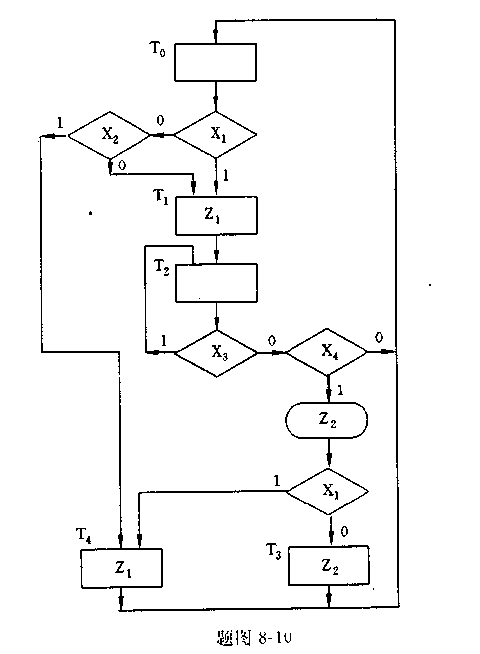 T₀
1 X₂ 0 X₁
0 1
T₁ Z₁
T₂
1 X₃ 0 X₄ 0
1
Z₂
1 X₁
0
T₄ Z₁ T₃ Z₂
题图 8-10